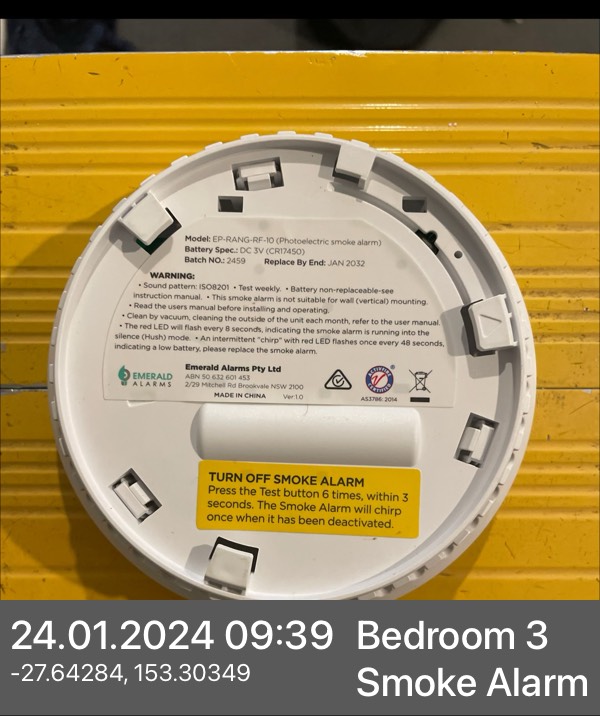 Model: EP-RANG-RF-10 (Photoelectric smoke alarm)
Battery Spec.: DC 3V (CR17450)
Batch NO.: 2459 Replace By End: JAN 2032
WARNING:
• Sound pattern: ISO8201 • Test weekly. • Battery non-replaceable-see
instruction manual. • This smoke alarm is not suitable for wall (vertical) mounting.
• Read the users manual before installing and operating.
• Clean by vacuum, cleaning the outside of the unit each month, refer to the user manual.
• The red LED will flash every 8 seconds, indicating the smoke alarm is running into the
silence (Hush) mode. • An intermittent "chirp" with red LED flashes once every 48 seconds,
indicating a low battery, please replace the smoke alarm.
EMERALD
ALARMS
Emerald Alarms Pty Ltd
ABN 50 632 601 453
2/29 Mitchell Rd Brookvale NSW 2100
MADE IN CHINA Ver:1.0
AS3786: 2014
TURN OFF SMOKE ALARM
Press the Test button 6 times, within 3
seconds. The Smoke Alarm will chirp
once when it has been deactivated.
24.01.2024 09:39
-27.64284, 153.30349
Bedroom 3
Smoke Alarm